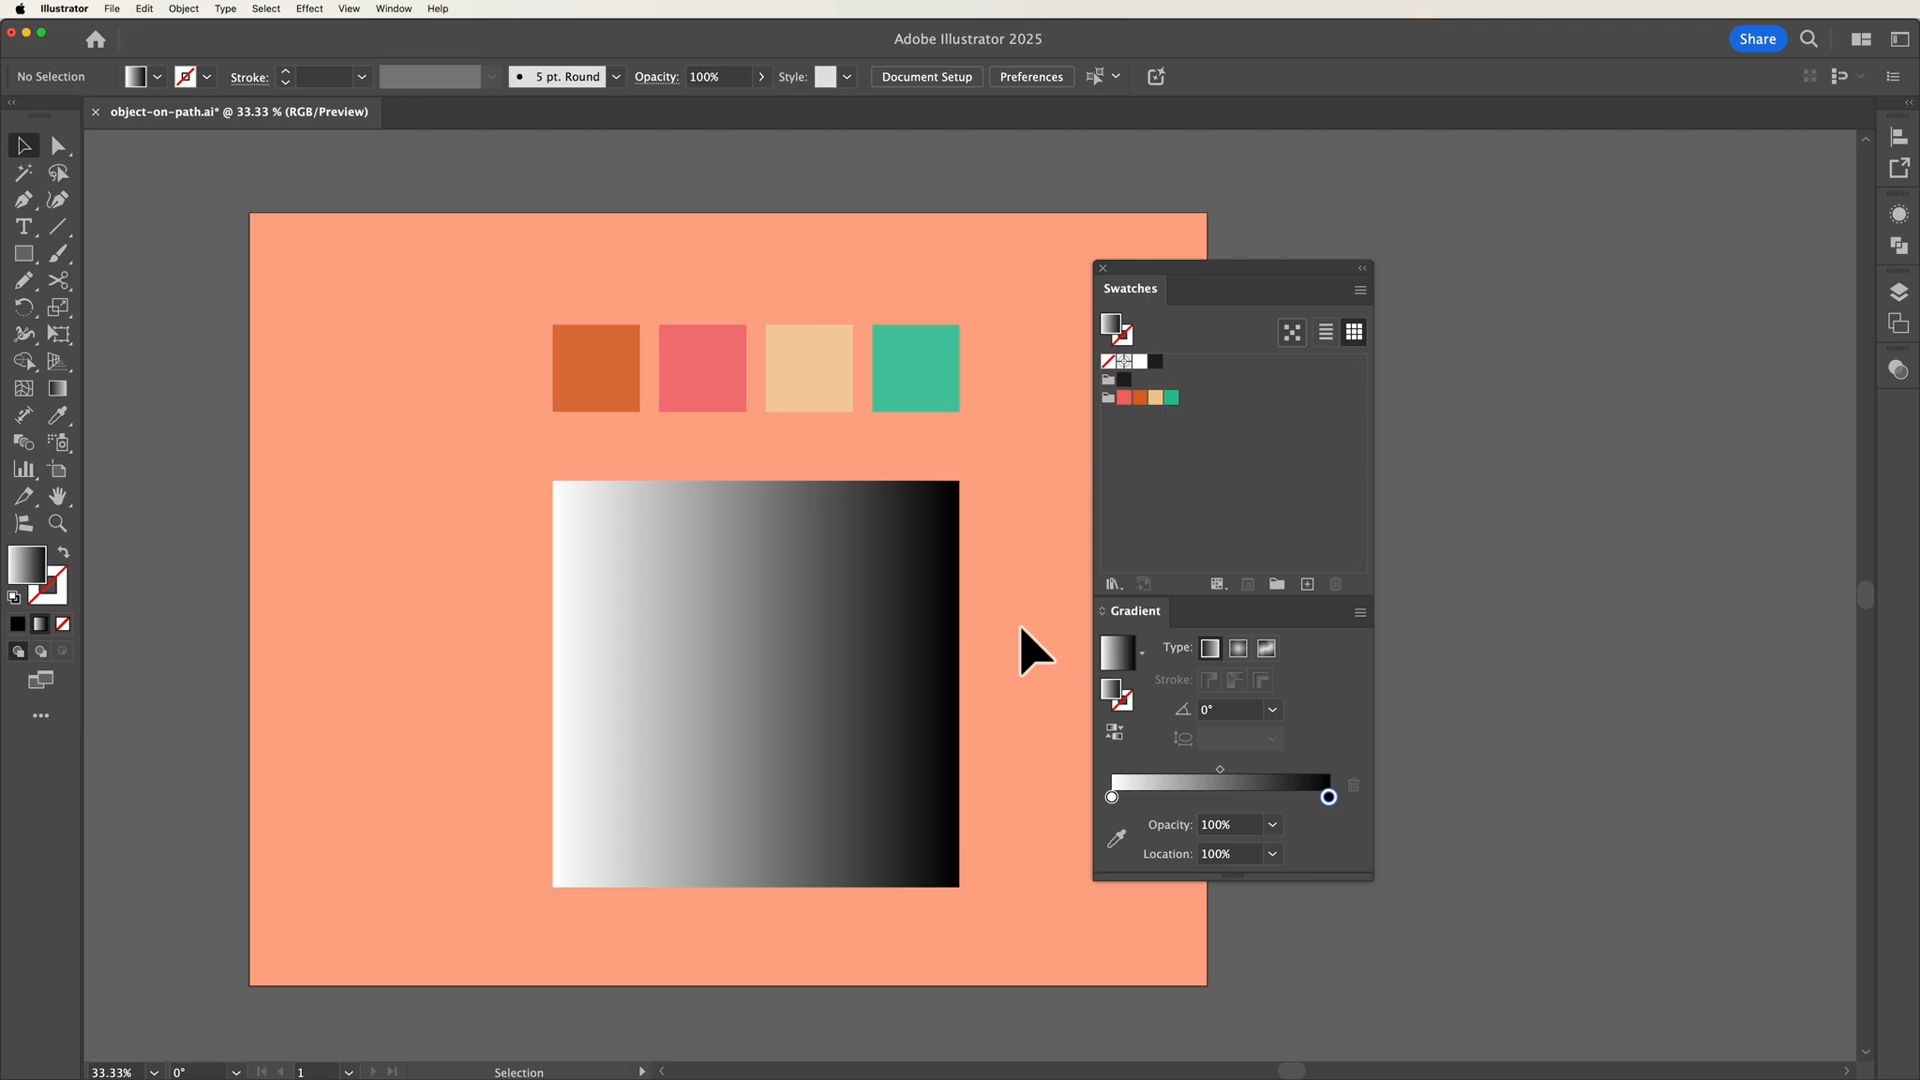 Illustrator File Edit Object Type Select Effect View Window Help
Adobe Illustrator 2025
Share
No Selection
Stroke:
5 pt. Round
Opacity: 100%
Style:
Document Setup
Preferences
object-on-path.ai* @ 33.33 % (RGB/Preview)
Swatches
Gradient
Type:
Stroke:
0°
Opacity: 100%
Location: 100%
33.33%
0°
1
Selection